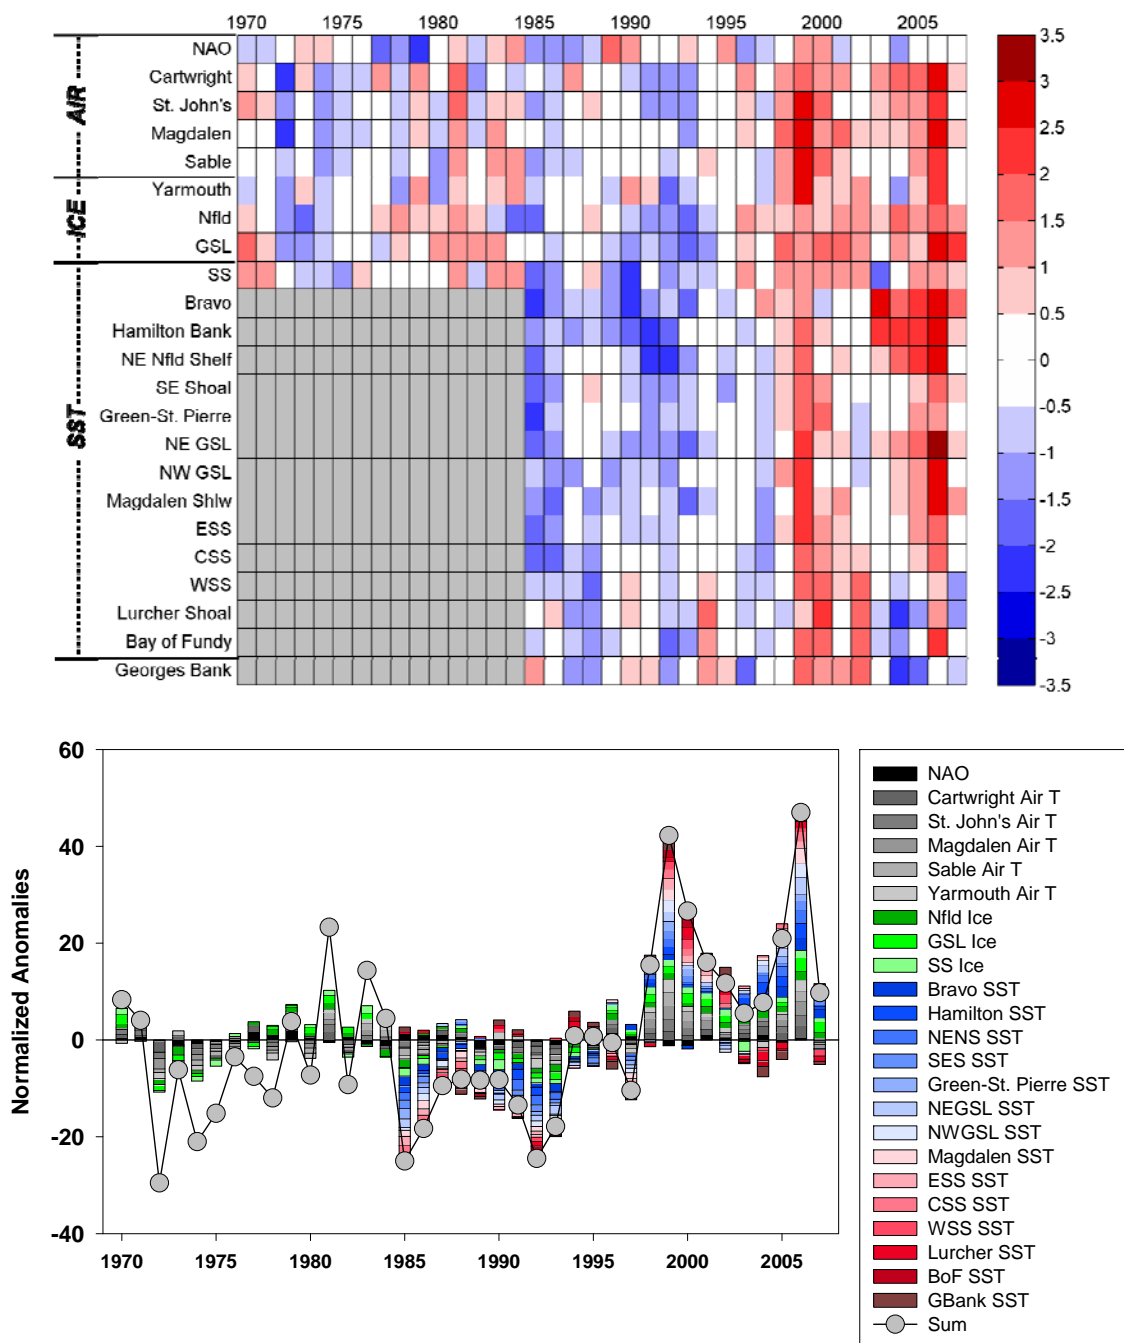 1970 1975 1980 1985 1990 1995 2000 2005
AIR
ICE
SST
NAO
Cartwright
St. John's
Magdalen
Sable
Yarmouth
Nfld
GSL
SS
Bravo
Hamilton Bank
NE Nfld Shelf
SE Shoal
Green-St. Pierre
NE GSL
NW GSL
Magdalen Shlw
ESS
CSS
WSS
Lurcher Shoal
Bay of Fundy
Georges Bank
3.5
3
2.5
2
1.5
1
0.5
0
-0.5
-1
-1.5
-2
-2.5
-3
-3.5
Normalized Anomalies
60
40
20
0
-20
-40
1970 1975 1980 1985 1990 1995 2000 2005
NAO
Cartwright Air T
St. John's Air T
Magdalen Air T
Sable Air T
Yarmouth Air T
Nfld Ice
GSL Ice
SS Ice
Bravo SST
Hamilton SST
NENS SST
SES SST
Green-St. Pierre SST
NEGSL SST
NWGSL SST
Magdalen SST
ESS SST
CSS SST
WSS SST
Lurcher SST
BoF SST
GBank SST
Sum